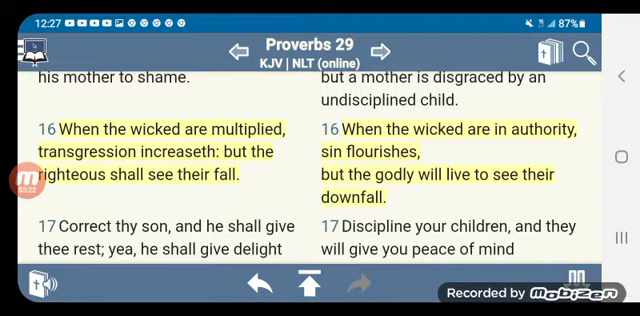 12:27
87%
Proverbs 29
KJV | NLT (online)
his mother to shame.
16 When the wicked are multiplied,
transgression increaseth: but the
righteous shall see their fall.
17 Correct thy son, and he shall give
thee rest; yea, he shall give delight
but a mother is disgraced by an
undisciplined child.
16 When the wicked are in authority,
sin flourishes,
but the godly will live to see their
downfall.
17 Discipline your children, and they
will give you peace of mind
55:22
Recorded by Mobizen